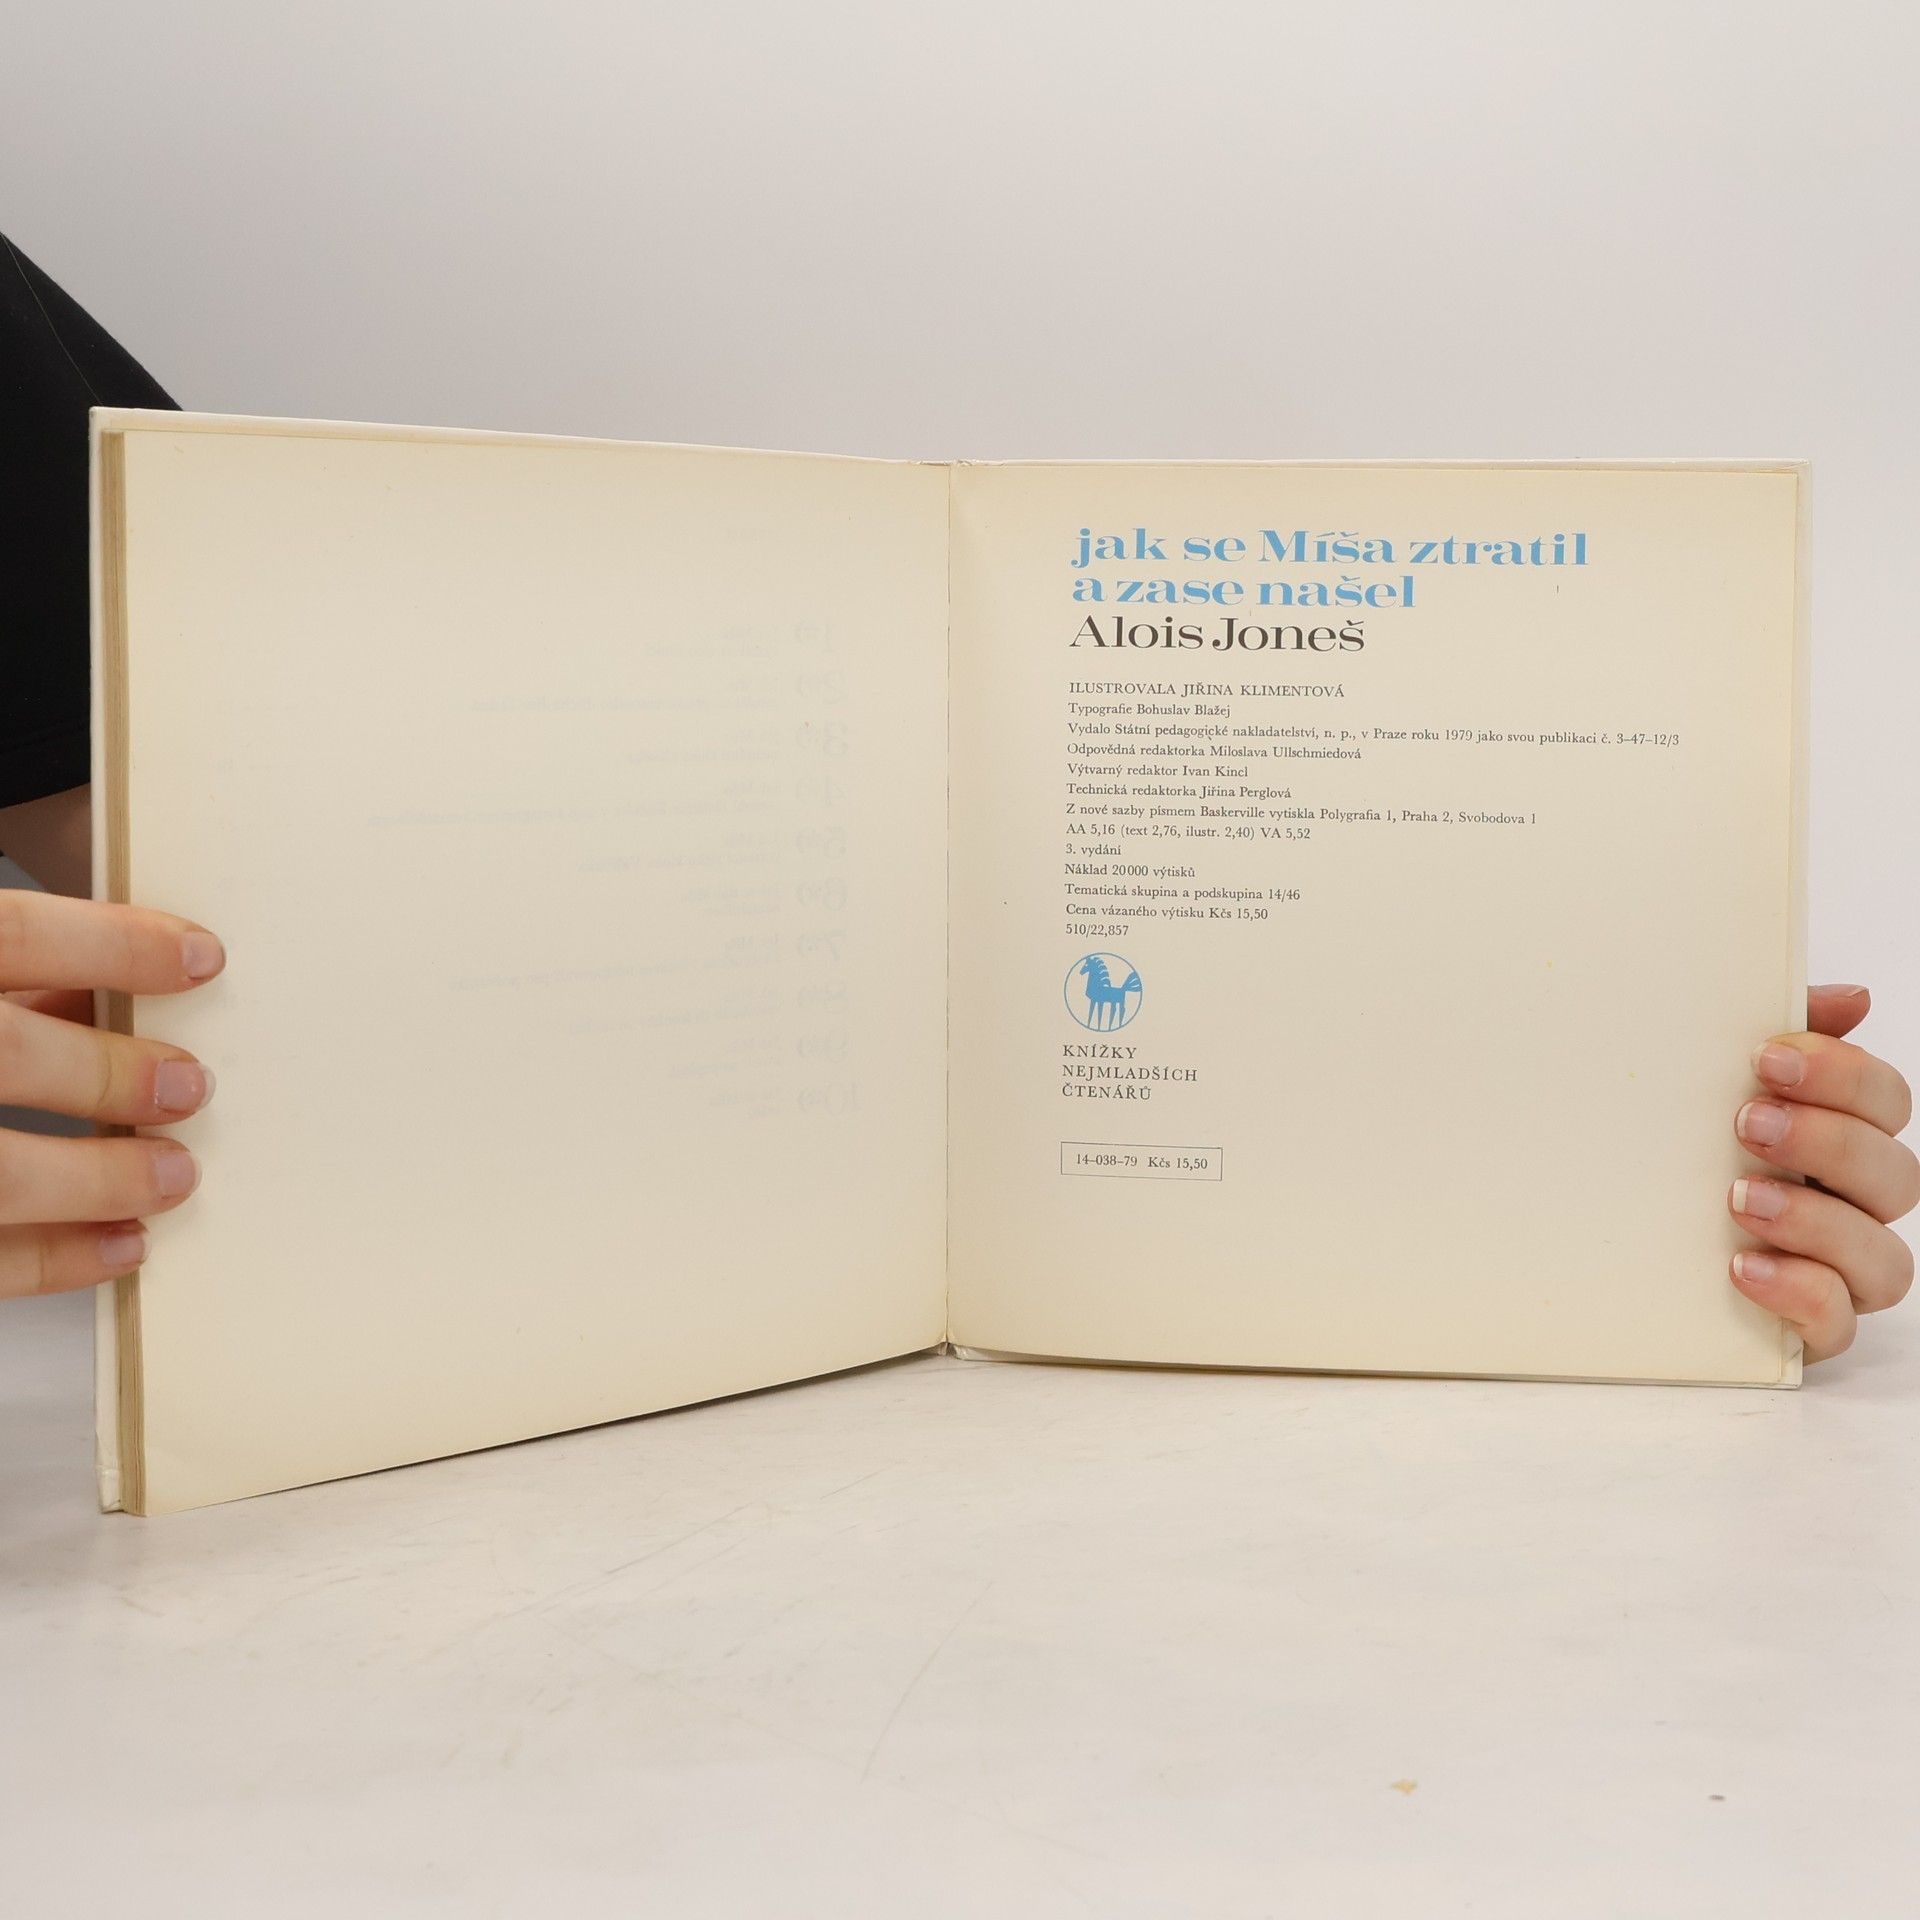 jak se Míša ztratil
a zase našel
Alois Joneš
ILUSTROVALA JIŘINA KLIMENTOVÁ
Typografie Bohuslav Blažej
Vydalo Státní pedagogické nakladatelství, n. p., v Praze roku 1979 jako svou publikaci č. 3–47–12/3
Odpovědná redaktorka Miloslava Ullschmiedová
Výtvarný redaktor Ivan Kincl
Technická redaktorka Jiřina Perglová
Z nové sazby písmem Baskerville vytiskla Polygrafia 1, Praha 2, Svobodova 1
AA 5,16 (text 2,76, ilustr. 2,40) VA 5,52
3. vydání
Náklad 20 000 výtisků
Tematická skupina a podskupina 14/46
Cena vázaného výtisku Kčs 15,50
510/22,857
KNÍŽKY
NEJMLADŠÍCH
ČTENÁŘŮ
14–038–79 Kčs 15,50